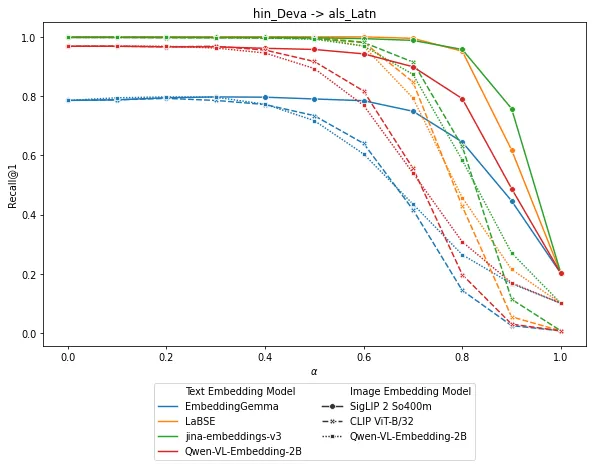 hin_Deva -> als_Latn
Recall@1
1.0
0.8
0.6
0.4
0.2
0.0
0.0 0.2 0.4 0.6 0.8 1.0
α
Text Embedding Model
EmbeddingGemma
LaBSE
jina-embeddings-v3
Qwen-VL-Embedding-2B
Image Embedding Model
SigLIP 2 So400m
CLIP ViT-B/32
Qwen-VL-Embedding-2B